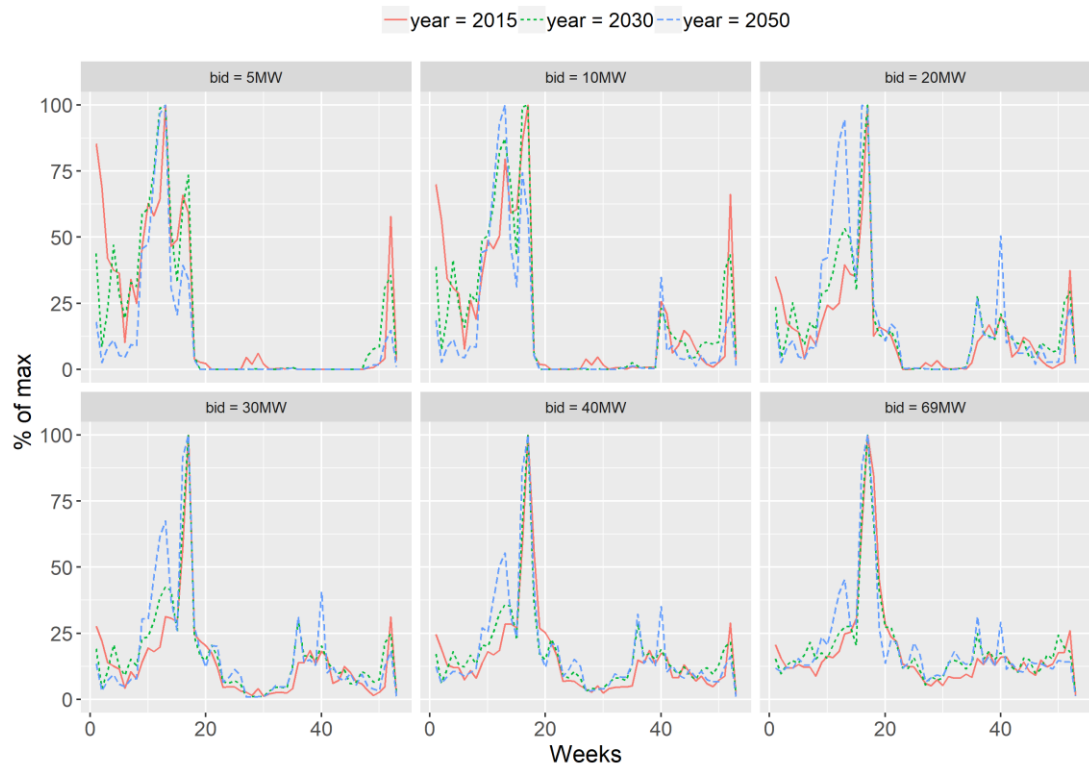 year = 2015 year = 2030 year = 2050
bid = 5MW bid = 10MW bid = 20MW
100
75
50
25
0
bid = 30MW bid = 40MW bid = 69MW
100
75
50
25
0
% of max
0 20 40 0 20 40 0 20 40
Weeks